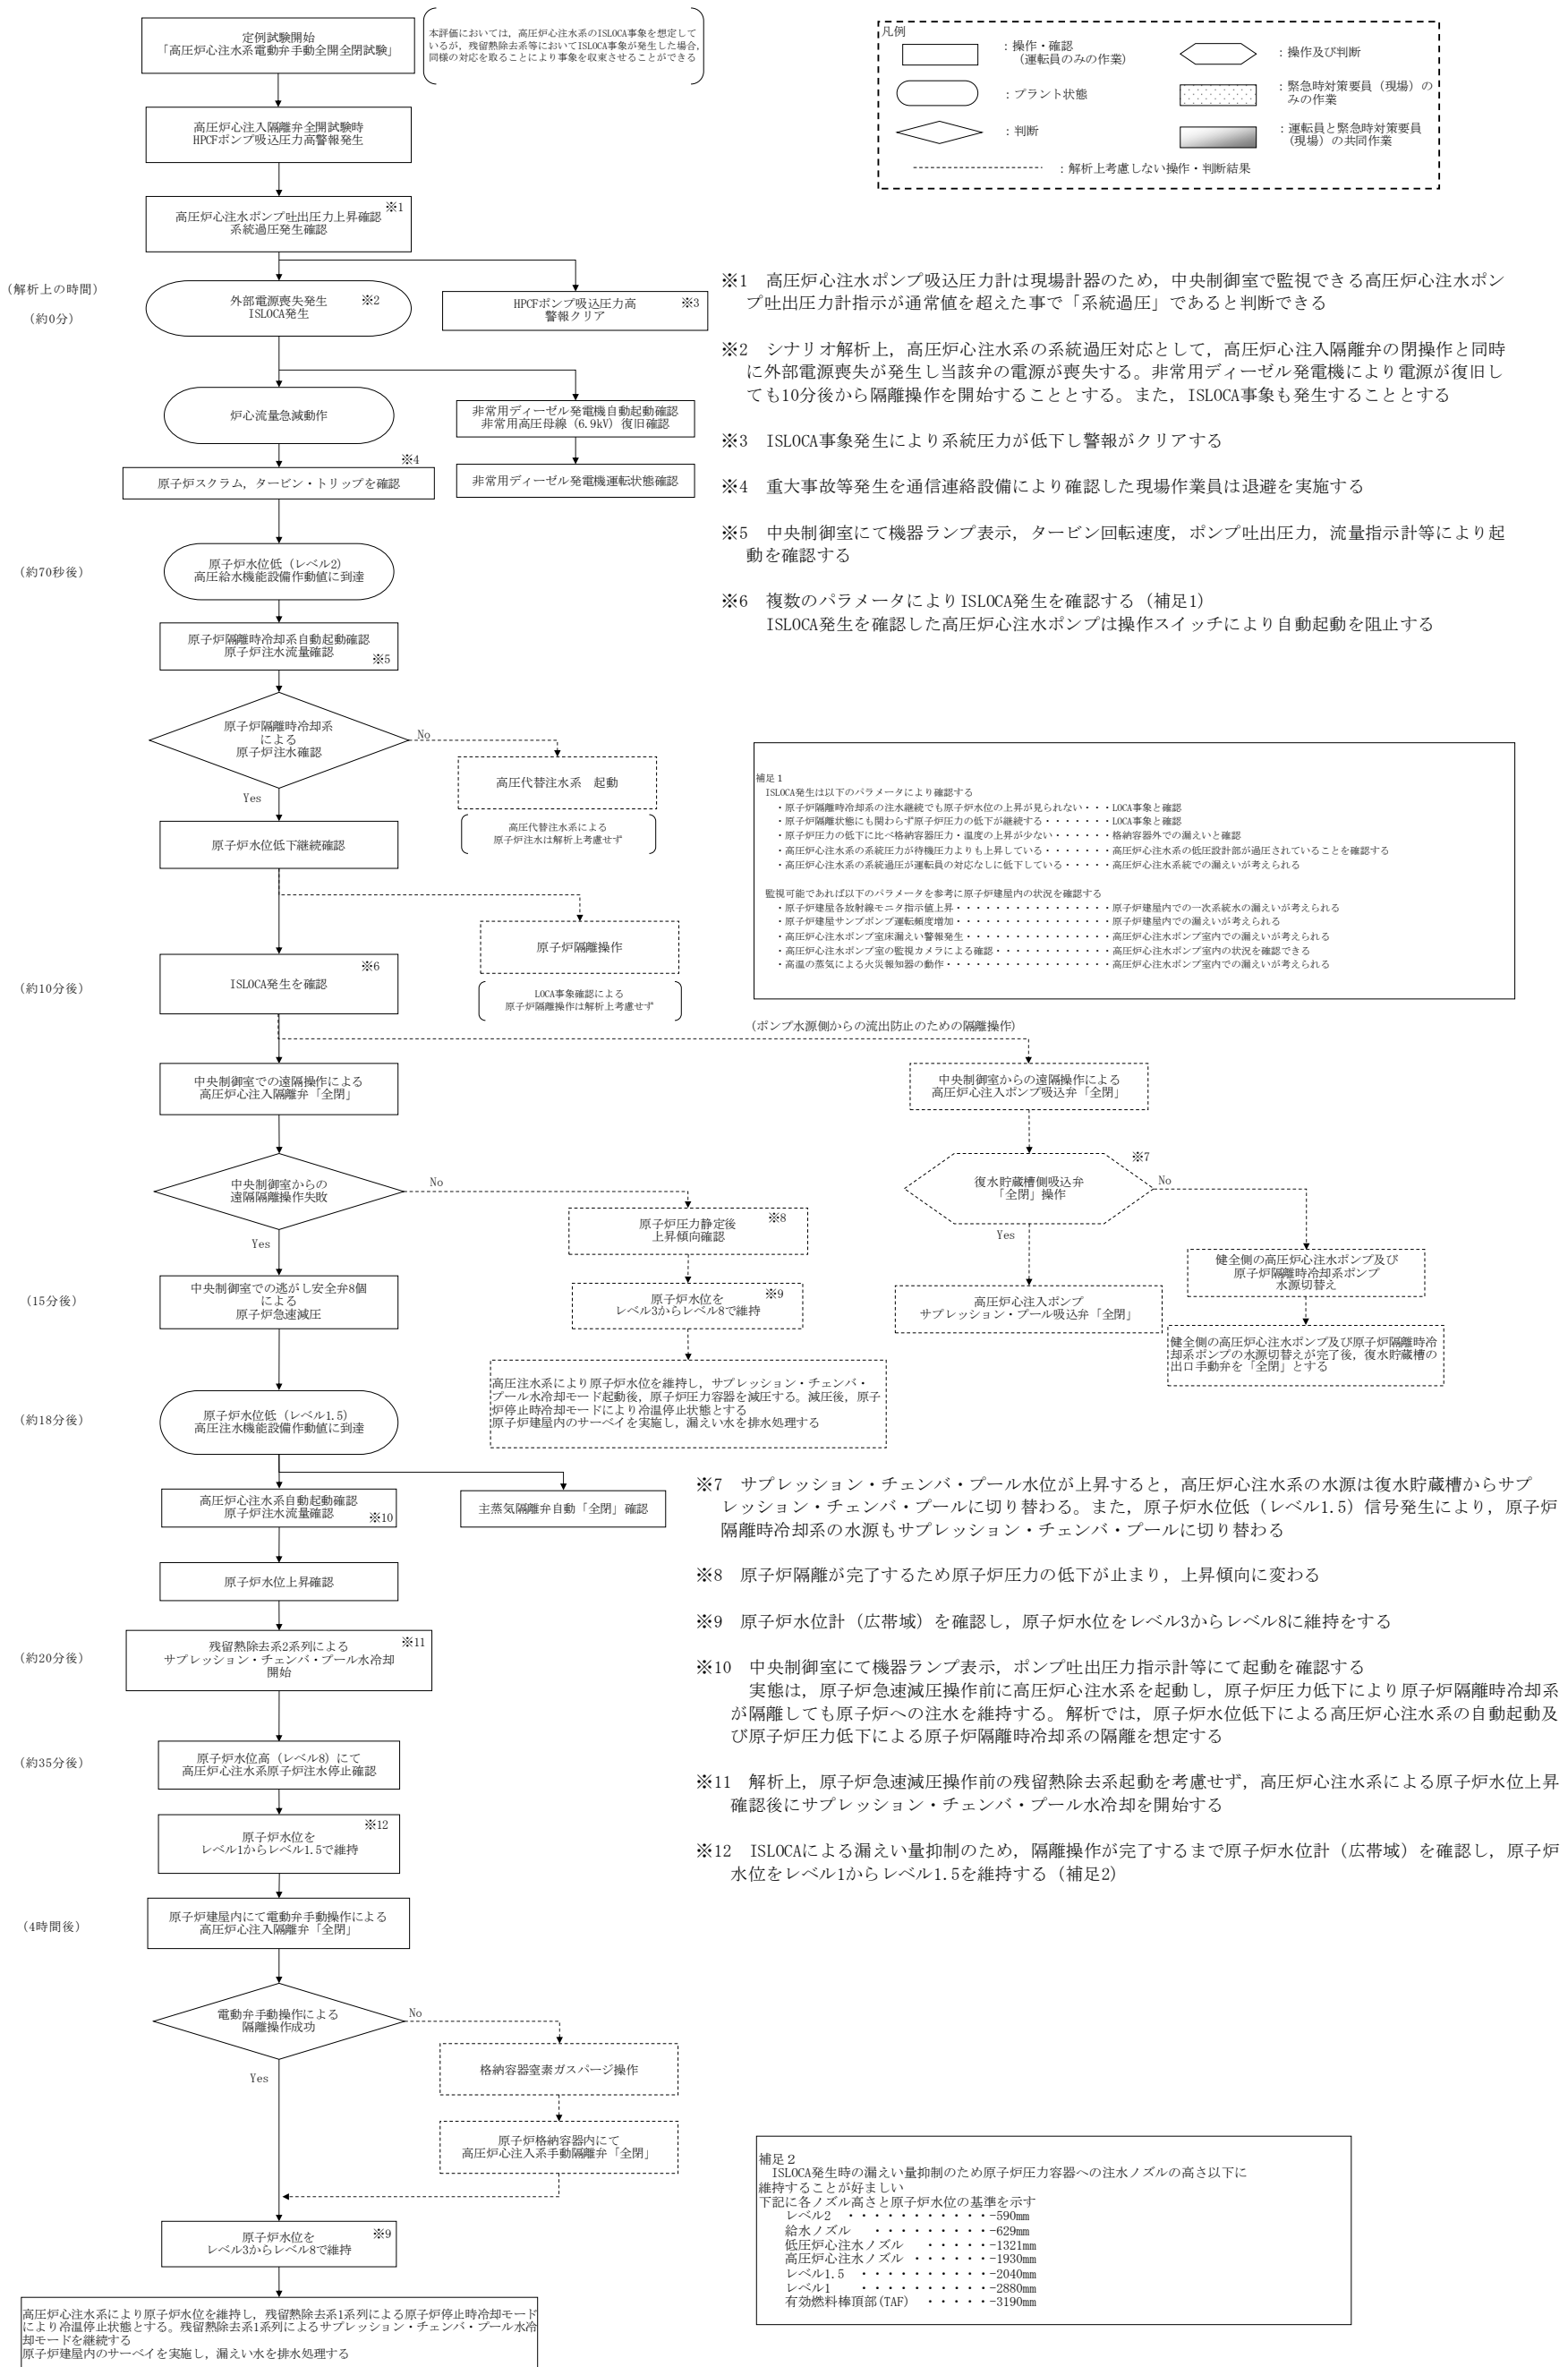 定例試験開始
「高圧炉心注水系電動弁手動全開全閉試験」
本評価においては，高圧炉心注水系のISLOCA事象を想定して
いるが，残留熱除去系等においてISLOCA事象が発生した場合，
同様の対応を取ることにより事象を収束させることができる
凡例
：操作・確認
（運転員のみの作業）
：プラント状態
：判断
：操作及び判断
：緊急時対策要員（現場）の
みの作業
：運転員と緊急時対策要員
（現場）の共同作業
：解析上考慮しない操作・判断結果
高圧炉心注入隔離弁全開試験時
HPCFポンプ吸込圧力高警報発生
※1
高圧炉心注水ポンプ吐出圧力上昇確認
系統過圧発生確認
（解析上の時間）
（約0分）
外部電源喪失発生 ※2
ISLOCA発生
HPCFポンプ吸込圧力高 ※3
警報クリア
炉心流量急減動作
非常用ディーゼル発電機自動起動確認
非常用高圧母線（6.9kV）復旧確認
※4
原子炉スクラム，タービン・トリップを確認
非常用ディーゼル発電機運転状態確認
※1　高圧炉心注水ポンプ吸込圧力計は現場計器のため，中央制御室で監視できる高圧炉心注水ポン
プ吐出圧力計指示が通常値を超えた事で「系統過圧」であると判断できる
※2　シナリオ解析上，高圧炉心注水系の系統過圧対応として，高圧炉心注入隔離弁の閉操作と同時
に外部電源喪失が発生し当該弁の電源が喪失する。非常用ディーゼル発電機により電源が復旧し
ても10分後から隔離操作を開始することとする。また，ISLOCA事象も発生することとする
※3　ISLOCA事象発生により系統圧力が低下し警報がクリアする
※4　重大事故等発生を通信連絡設備により確認した現場作業員は退避を実施する
※5　中央制御室にて機器ランプ表示，タービン回転速度，ポンプ吐出圧力，流量指示計等により起
動を確認する
※6　複数のパラメータによりISLOCA発生を確認する（補足1）
ISLOCA発生を確認した高圧炉心注水ポンプは操作スイッチにより自動起動を阻止する
（約70秒後）
原子炉水位低（レベル2）
高圧給水機能設備作動値に到達
原子炉隔離時冷却系自動起動確認
原子炉注水流量確認
※5
原子炉隔離時冷却系
による
原子炉注水確認
No
Yes
高圧代替注水系　起動
高圧代替注水系による
原子炉注水は解析上考慮せず
原子炉水位低下継続確認
原子炉隔離操作
LOCA事象確認による
原子炉隔離操作は解析上考慮せず
（約10分後）
※6
ISLOCA発生を確認
補足１
ISLOCA発生は以下のパラメータにより確認する
・原子炉隔離時冷却系の注水継続でも原子炉水位の上昇が見られない・・・LOCA事象と確認
・原子炉隔離状態にも関わらず原子炉圧力の低下が継続する・・・・・・・LOCA事象と確認
・原子炉圧力の低下に比べ格納容器圧力・温度の上昇が少ない・・・・・・格納容器外での漏えいと確認
・高圧炉心注水系の系統圧力が待機圧力よりも上昇している・・・・・・・高圧炉心注水系の低圧設計部が過圧されていることを確認する
・高圧炉心注水系の系統過圧が運転員の対応なしに低下している・・・・・高圧炉心注水系統での漏えいが考えられる
監視可能であれば以下のパラメータを参考に原子炉建屋内の状況を確認する
・原子炉建屋各放射線モニタ指示値上昇・・・・・・・・・・・・・・・・原子炉建屋内での一次系統水の漏えいが考えられる
・原子炉建屋サンプポンプ運転頻度増加・・・・・・・・・・・・・・・・原子炉建屋内での漏えいが考えられる
・高圧炉心注水ポンプ室床漏えい警報発生・・・・・・・・・・・・・・・高圧炉心注水ポンプ室内での漏えいが考えられる
・高圧炉心注水ポンプ室の監視カメラによる確認・・・・・・・・・・・・高圧炉心注水ポンプ室内の状況を確認できる
・高温の蒸気による火災報知器の動作・・・・・・・・・・・・・・・・・高圧炉心注水ポンプ室内での漏えいが考えられる
（ポンプ水源側からの流出防止のための隔離操作）
中央制御室での遠隔操作による
高圧炉心注入隔離弁「全閉」
中央制御室からの遠隔操作による
高圧炉心注入ポンプ吸込弁「全閉」
中央制御室からの
遠隔隔離操作失敗
No
Yes
※7
復水貯蔵槽側吸込弁
「全閉」操作
No
Yes
原子炉圧力静定後 ※8
上昇傾向確認
健全側の高圧炉心注水ポンプ及び
原子炉隔離時冷却系ポンプ
水源切替え
（15分後）
中央制御室での逃がし安全弁8個
による
原子炉急速減圧
原子炉水位を ※9
レベル3からレベル8で維持
高圧炉心注入ポンプ
サプレッション・プール吸込弁「全閉」
健全側の高圧炉心注水ポンプ及び原子炉隔離時冷
却系ポンプの水源切替えが完了後，復水貯蔵槽の
出口手動弁を「全閉」とする
高圧注水系により原子炉水位を維持し，サプレッション・チェンバ・
プール水冷却モード起動後，原子炉圧力容器を減圧する。減圧後，原子
炉停止時冷却モードにより冷温停止状態とする
原子炉建屋内のサーベイを実施し，漏えい水を排水処理する
（約18分後）
原子炉水位低（レベル1.5）
高圧注水機能設備作動値に到達
高圧炉心注水系自動起動確認
原子炉注水流量確認
※10
主蒸気隔離弁自動「全閉」確認
原子炉水位上昇確認
（約20分後）
残留熱除去系2系列による ※11
サプレッション・チェンバ・プール水冷却
開始
（約35分後）
原子炉水位高（レベル8）にて
高圧炉心注水系原子炉注水停止確認
※12
原子炉水位を
レベル1からレベル1.5で維持
※7　サプレッション・チェンバ・プール水位が上昇すると，高圧炉心注水系の水源は復水貯蔵槽からサプ
レッション・チェンバ・プールに切り替わる。また，原子炉水位低（レベル1.5）信号発生により，原子炉
隔離時冷却系の水源もサプレッション・チェンバ・プールに切り替わる
※8　原子炉隔離が完了するため原子炉圧力の低下が止まり，上昇傾向に変わる
※9　原子炉水位計（広帯域）を確認し，原子炉水位をレベル3からレベル8に維持をする
※10　中央制御室にて機器ランプ表示，ポンプ吐出圧力指示計等にて起動を確認する
実態は，原子炉急速減圧操作前に高圧炉心注水系を起動し，原子炉圧力低下により原子炉隔離時冷却系
が隔離しても原子炉への注水を維持する。解析では，原子炉水位低下による高圧炉心注水系の自動起動及
び原子炉圧力低下による原子炉隔離時冷却系の隔離を想定する
※11　解析上，原子炉急速減圧操作前の残留熱除去系起動を考慮せず，高圧炉心注水系による原子炉水位上昇
確認後にサプレッション・チェンバ・プール水冷却を開始する
※12　ISLOCAによる漏えい量抑制のため，隔離操作が完了するまで原子炉水位計（広帯域）を確認し，原子炉
水位をレベル1からレベル1.5を維持する（補足2）
（4時間後）
原子炉建屋内にて電動弁手動操作による
高圧炉心注入隔離弁「全閉」
電動弁手動操作による
隔離操作成功
No
Yes
格納容器窒素ガスパージ操作
原子炉格納容器内にて
高圧炉心注入系手動隔離弁「全閉」
原子炉水位を ※9
レベル3からレベル8で維持
高圧炉心注水系により原子炉水位を維持し，残留熱除去系1系列による原子炉停止時冷却モード
により冷温停止状態とする。残留熱除去系1系列によるサプレッション・チェンバ・プール水冷
却モードを継続する
原子炉建屋内のサーベイを実施し，漏えい水を排水処理する
補足２
ISLOCA発生時の漏えい量抑制のため原子炉圧力容器への注水ノズルの高さ以下に
維持することが好ましい
下記に各ノズル高さと原子炉水位の基準を示す
レベル2　・・・・・・・・・・・-590mm
給水ノズル　・・・・・・・・・-629mm
低圧炉心注水ノズル　・・・・・-1321mm
高圧炉心注水ノズル ・・・・・・-1930mm
レベル1.5　・・・・・・・・・・-2040mm
レベル1　・・・・・・・・・・-2880mm
有効燃料棒頂部(TAF)　・・・・・-3190mm